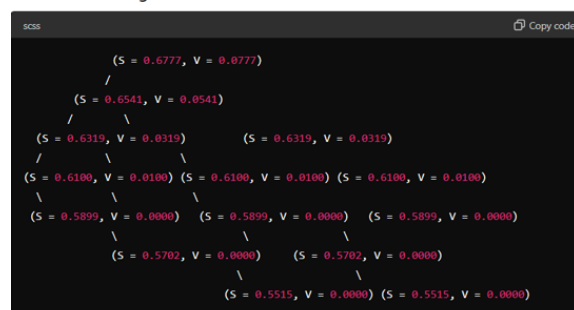 scss Copy code
(S = 0.6777, V = 0.0777)
/
(S = 0.6541, V = 0.0541)
/ \
(S = 0.6319, V = 0.0319) (S = 0.6319, V = 0.0319)
/ \ \
(S = 0.6100, V = 0.0100) (S = 0.6100, V = 0.0100) (S = 0.6100, V = 0.0100)
\ \ \
(S = 0.5899, V = 0.0000) (S = 0.5899, V = 0.0000) (S = 0.5899, V = 0.0000)
\ \ \
(S = 0.5702, V = 0.0000) (S = 0.5702, V = 0.0000)
\ \
(S = 0.5515, V = 0.0000) (S = 0.5515, V = 0.0000)